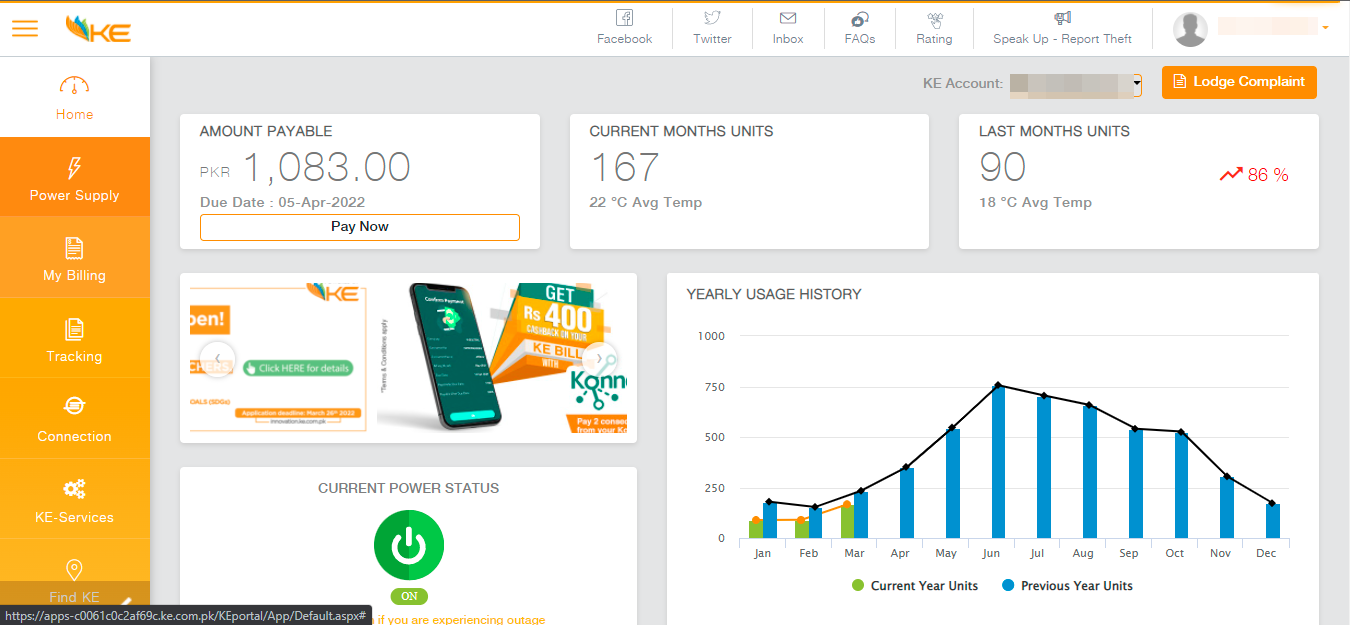 KE
Facebook
Twitter
Inbox
FAQs
Rating
Speak Up - Report Theft
Home
Power Supply
My Billing
Tracking
Connection
KE-Services
Find KE
https://apps-c0061c0c2af69c.ke.com.pk/KEportal/App/Default.aspx#
KE Account:
Lodge Complaint
AMOUNT PAYABLE
PKR 1,083.00
Due Date : 05-Apr-2022
Pay Now
CURRENT MONTHS UNITS
167
22 °C Avg Temp
LAST MONTHS UNITS
90
86 %
18 °C Avg Temp
KE
pen!
CHERS
Click HERE for details
OALS (SDGs)
Application deadline: March 26th 2022
innovation.ke.com.pk
*Terms & Conditions apply
Confirm Payment
GET
Rs 400
CASHBACK ON YOUR
KE BILL
WITH
Konn
Pay 2 consec
from your Ko
CURRENT POWER STATUS
ON
if you are experiencing outage
YEARLY USAGE HISTORY
1000
750
500
250
0
Jan Feb Mar Apr May Jun Jul Aug Sep Oct Nov Dec
Current Year Units
Previous Year Units